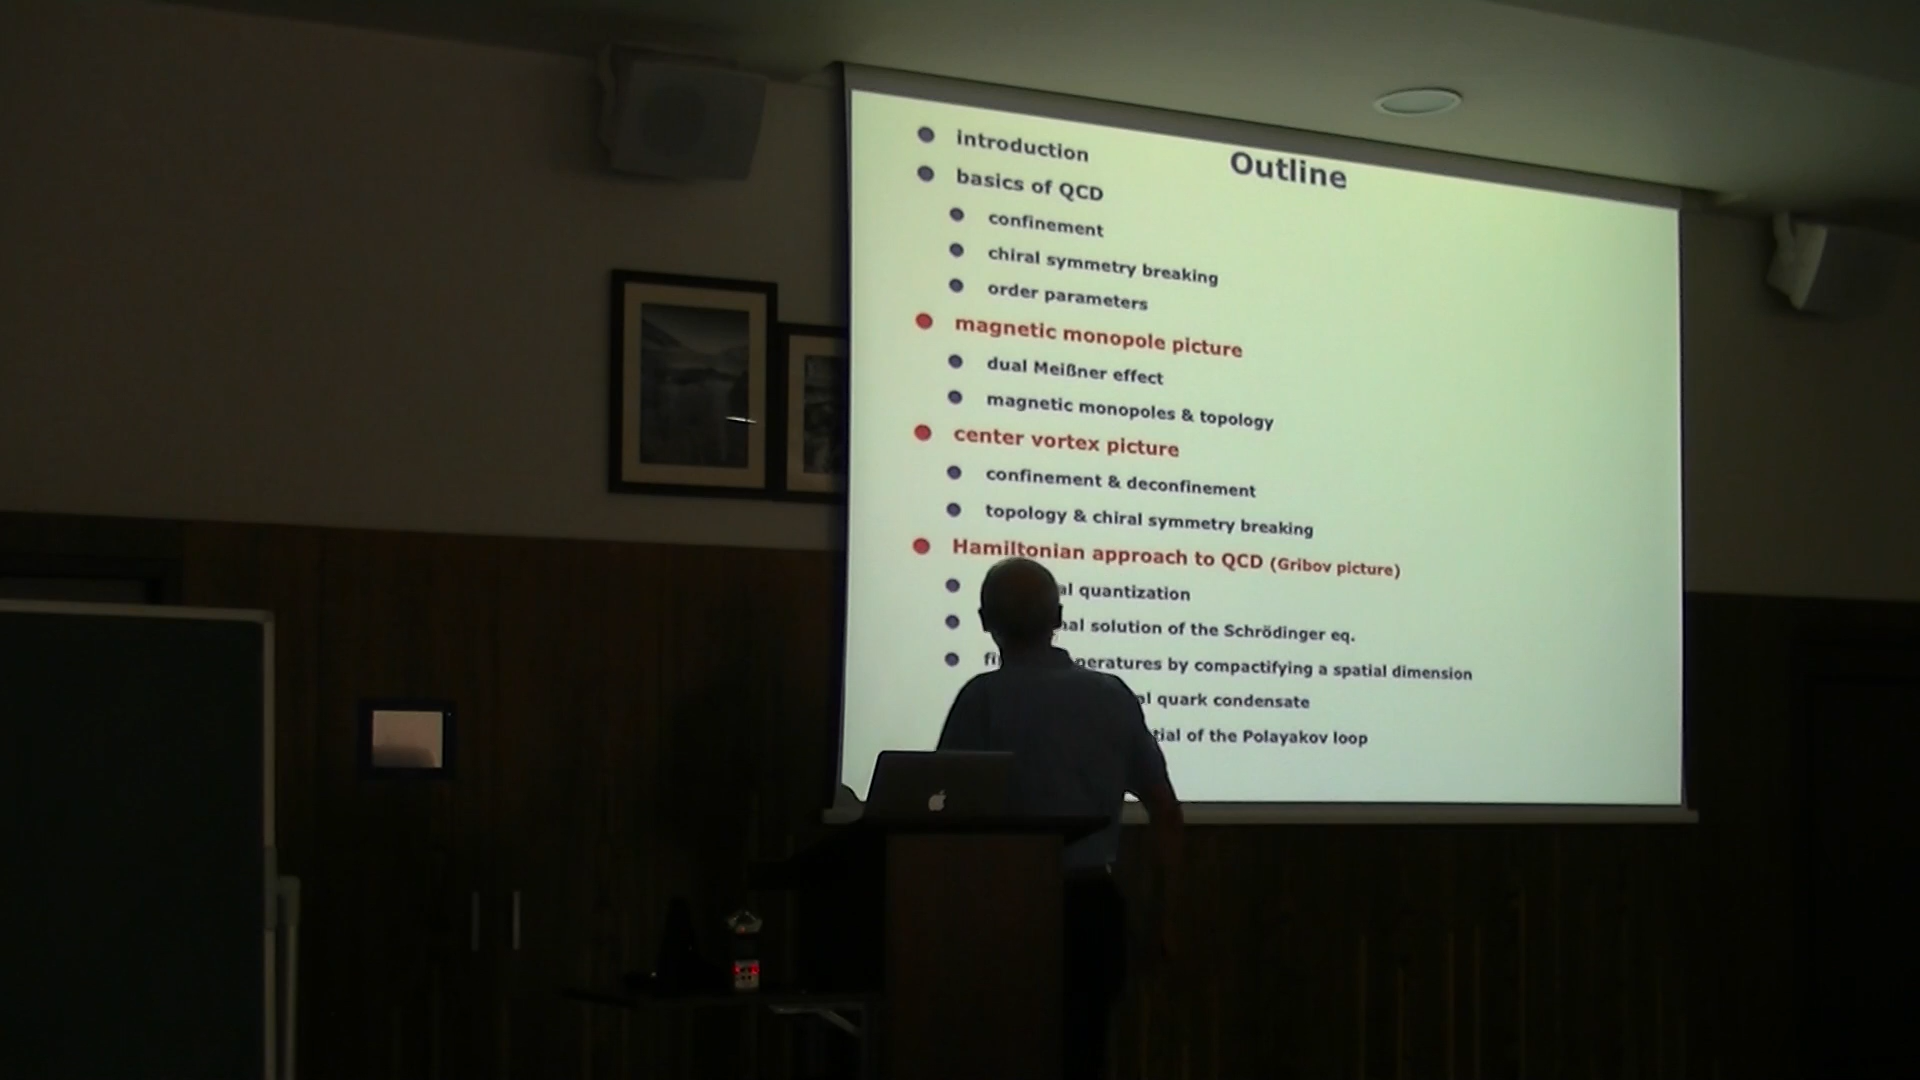 Outline
introduction
basics of QCD
confinement
chiral symmetry breaking
order parameters
magnetic monopole picture
dual Meißner effect
magnetic monopoles & topology
center vortex picture
confinement & deconfinement
topology & chiral symmetry breaking
Hamiltonian approach to QCD (Gribov picture)
quantization
solution of the Schrödinger eq.
by compactifying a spatial dimension
quark condensate
of the Polayakov loop